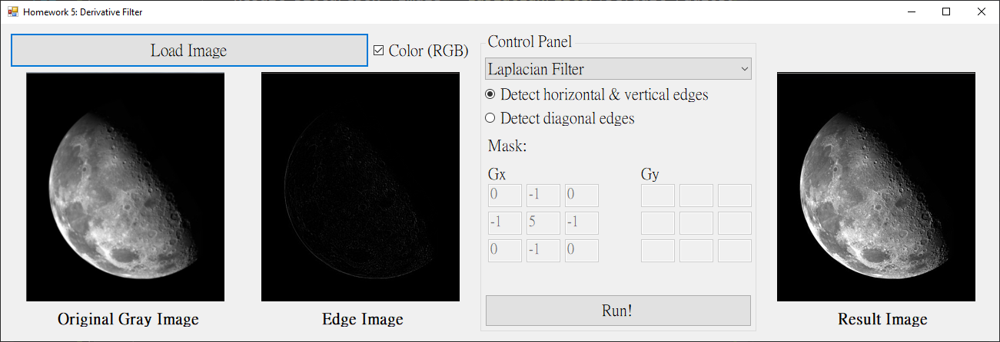 Homework 5: Derivative Filter
Load Image
Color (RGB)
Control Panel
Laplacian Filter
Detect horizontal & vertical edges
Detect diagonal edges
Mask:
Gx
Gy
0 -1 0
-1 5 -1
0 -1 0
Run!
Original Gray Image
Edge Image
Result Image